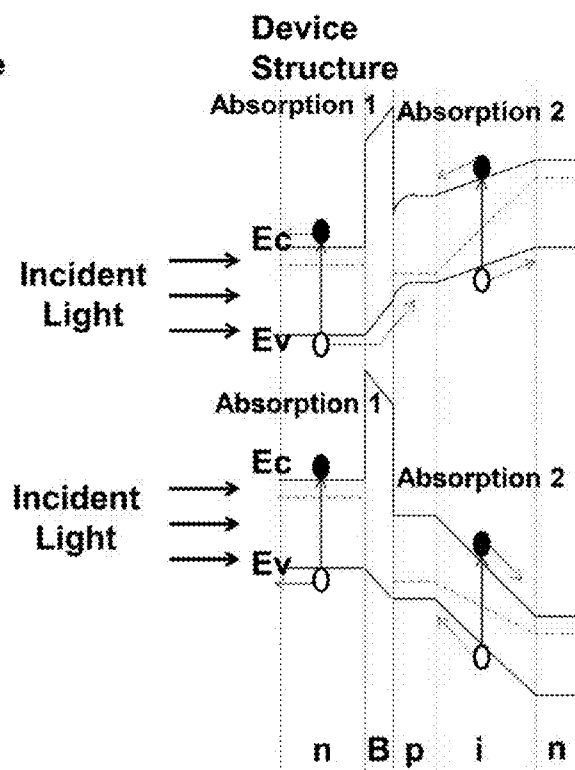 e
Device
Structure
Absorption 1
Absorption 2
Ec
Incident
Light
Ev
Absorption 1
Ec
Absorption 2
Incident
Light
Ev
n B p i n